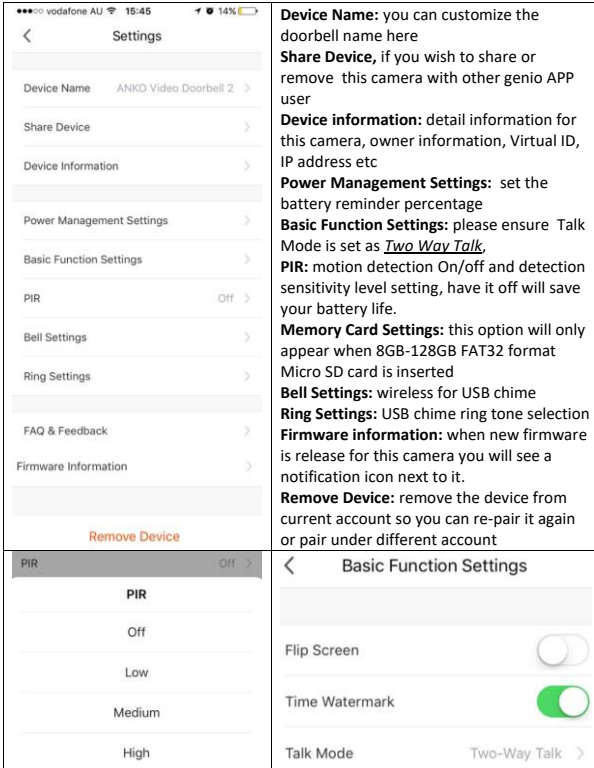 vodafone AU 15:45 14%
Settings
Device Name ANKO Video Doorbell 2
Share Device
Device Information
Power Management Settings
Basic Function Settings
PIR Off
Bell Settings
Ring Settings
FAQ & Feedback
Firmware Information
Remove Device
Device Name: you can customize the
doorbell name here
Share Device, if you wish to share or
remove this camera with other genio APP
user
Device information: detail information for
this camera, owner information, Virtual ID,
IP address etc
Power Management Settings: set the
battery reminder percentage
Basic Function Settings: please ensure Talk
Mode is set as Two Way Talk,
PIR: motion detection On/off and detection
sensitivity level setting, have it off will save
your battery life.
Memory Card Settings: this option will only
appear when 8GB-128GB FAT32 format
Micro SD card is inserted
Bell Settings: wireless for USB chime
Ring Settings: USB chime ring tone selection
Firmware information: when new firmware
is release for this camera you will see a
notification icon next to it.
Remove Device: remove the device from
current account so you can re-pair it again
or pair under different account
PIR Off
PIR
Off
Low
Medium
High
Basic Function Settings
Flip Screen
Time Watermark
Talk Mode Two-Way Talk